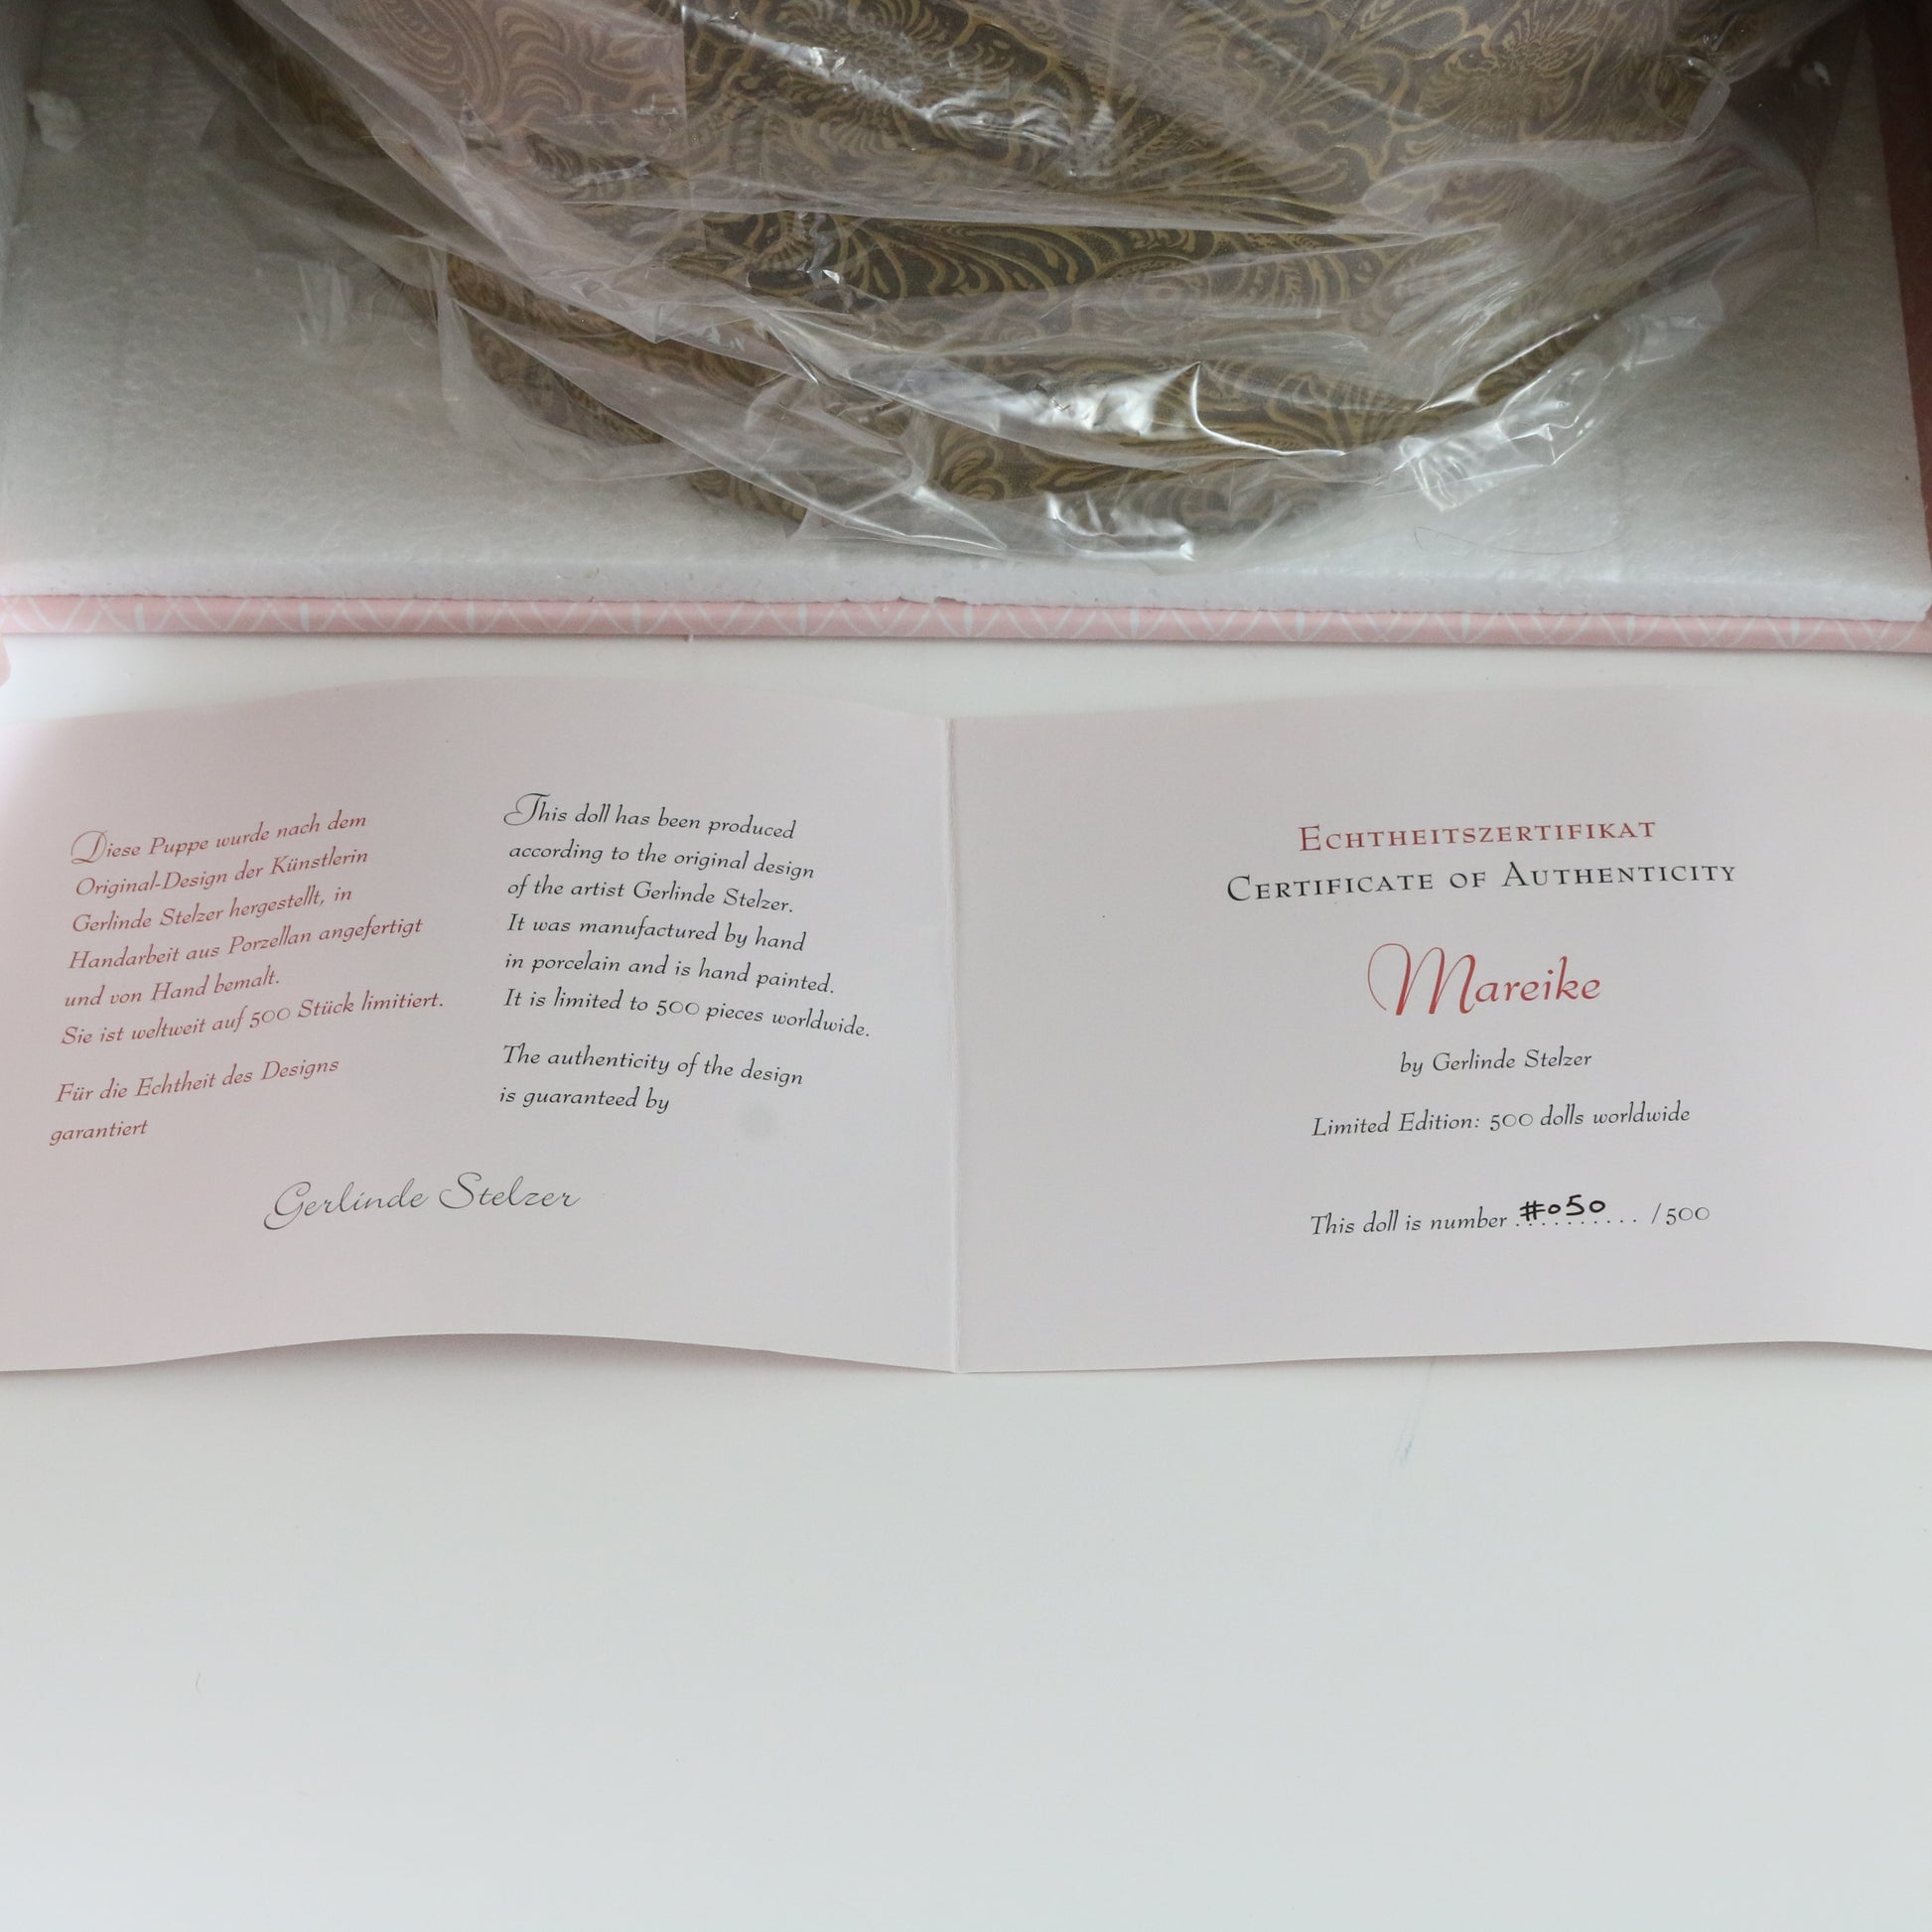 Diese Puppe wurde nach dem
Original-Design der Künstlerin
Gerlinde Stelzer hergestellt, in
Handarbeit aus Porzellan angefertigt
und von Hand bemalt.
Sie ist weltweit auf 500 Stück limitiert.
Für die Echtheit des Designs
garantiert
This doll has been produced
according to the original design
of the artist Gerlinde Stelzer.
It was manufactured by hand
in porcelain and is hand painted.
It is limited to 500 pieces worldwide.
The authenticity of the design
is guaranteed by
Gerlinde Stelzer
Echtheitszertifikat
Certificate of Authenticity
Mareike
by Gerlinde Stelzer
Limited Edition: 500 dolls worldwide
This doll is number #050 /500